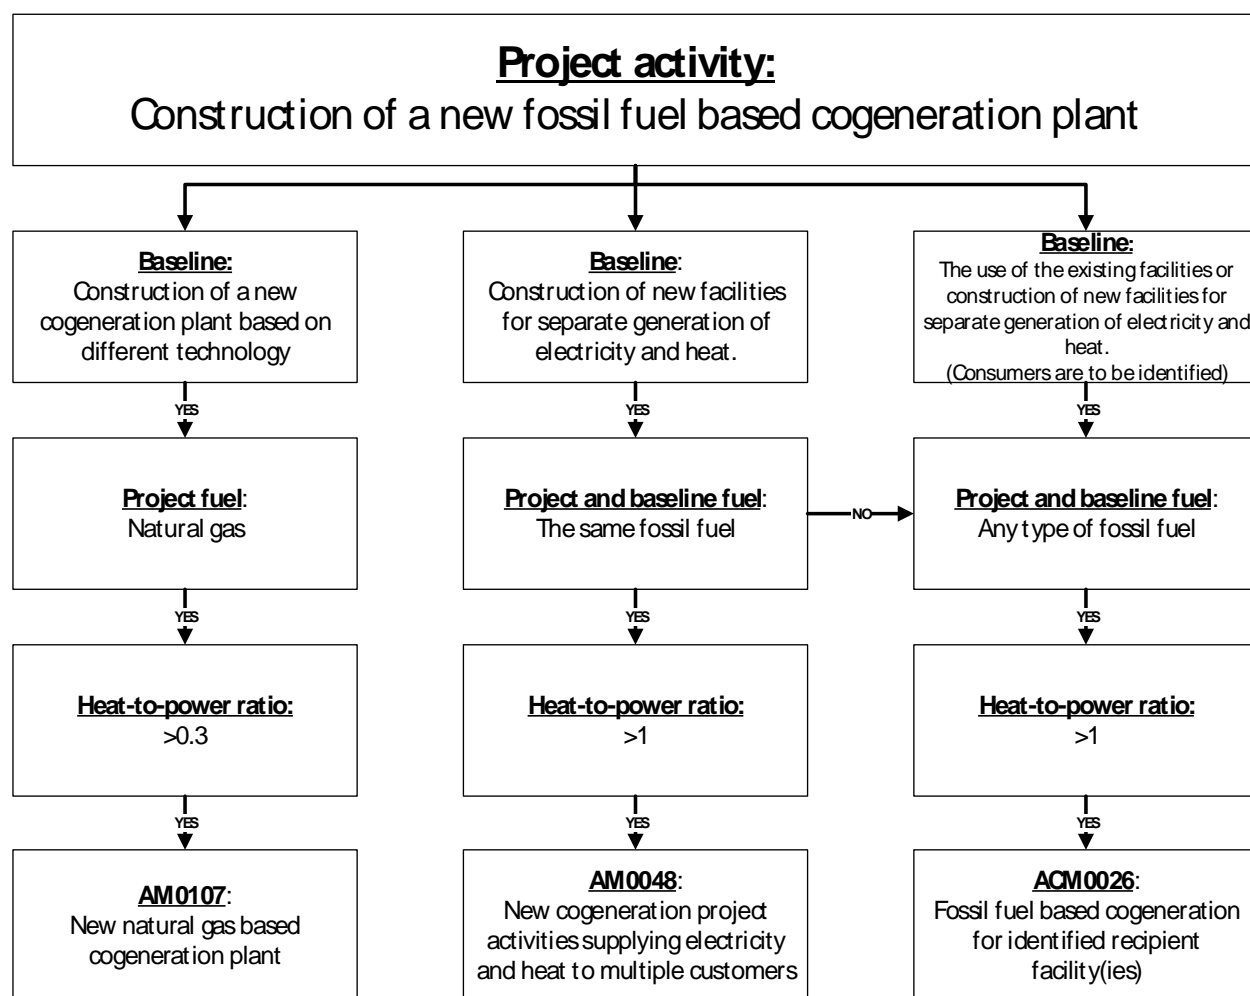 Project activity:
Construction of a new fossil fuel based cogeneration plant
Baseline:
Construction of a new
cogeneration plant based on
different technology
Baseline:
Construction of new facilities
for separate generation of
electricity and heat.
Baseline:
The use of the existing facilities or
construction of new facilities for
separate generation of electricity and
heat.
(Consumers are to be identified)
YES
YES
YES
Project fuel:
Natural gas
Project and baseline fuel:
The same fossil fuel
NO
Project and baseline fuel:
Any type of fossil fuel
YES
YES
YES
Heat-to-power ratio:
>0.3
Heat-to-power ratio:
>1
Heat-to-power ratio:
>1
YES
YES
YES
AM0107:
New natural gas based
cogeneration plant
AM0048:
New cogeneration project
activities supplying electricity
and heat to multiple customers
ACM0026:
Fossil fuel based cogeneration
for identified recipient
facility(ies)